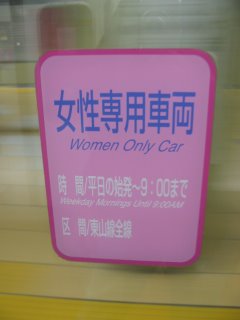 女性専用車両
Women Only Car
時 間/平日の始発~9:00まで
Weekday Mornings Until 9:00AM
区 間/東山線全線